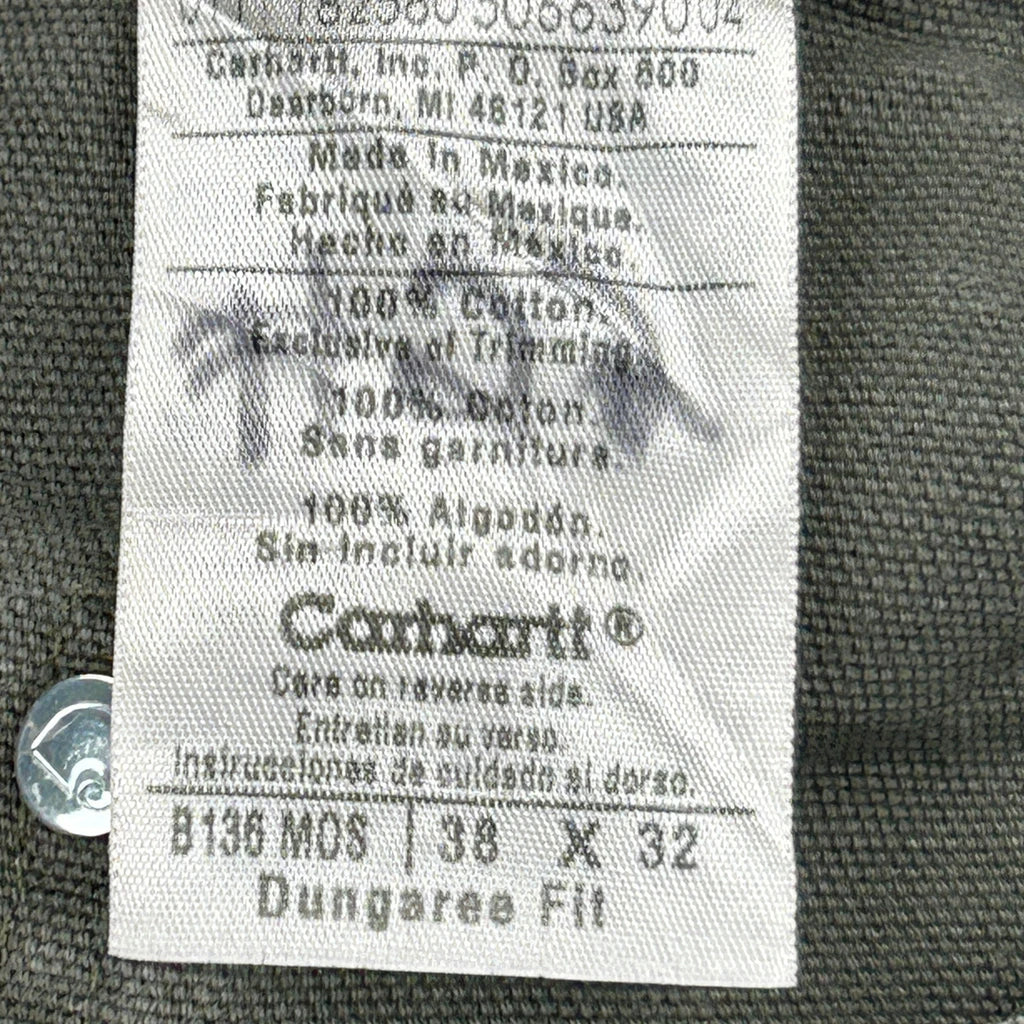 Carhartt, Inc. P. O. Box 600
Dearborn, MI 48121 USA
Made in Mexico.
Fabriqué au Mexique.
Hecho en México.
100% Cotton.
Exclusive of Trimming.
100% Coton.
Sans garniture.
100% Algodón.
Sin incluir adorno.
Carhartt®
Care on reverse side.
Entretien au verso.
Instrucciones de cuidado al dorso.
B136 MOS | 38 X 32
Dungaree Fit